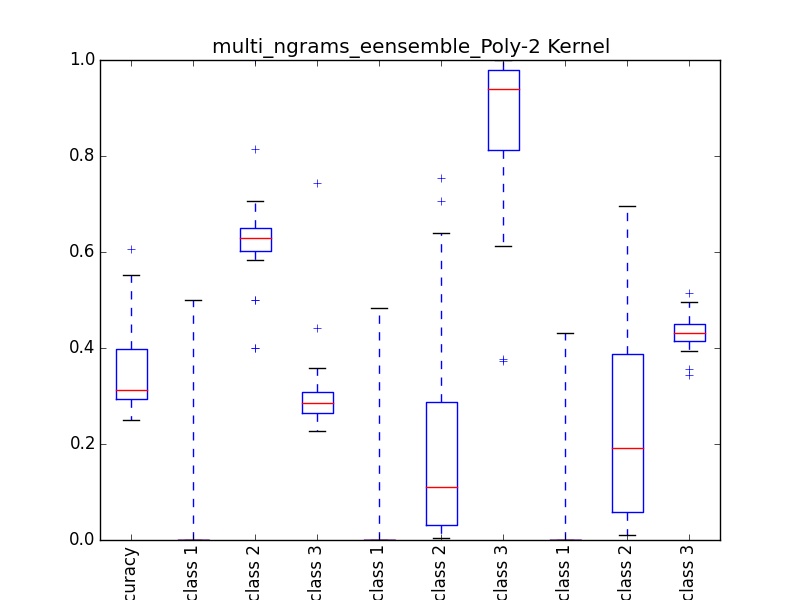 multi_ngrams_eensemble_Poly-2 Kernel
1.0
0.8
0.6
0.4
0.2
0.0
curacy
class 1
class 2
class 3
class 1
class 2
class 3
class 1
class 2
class 3